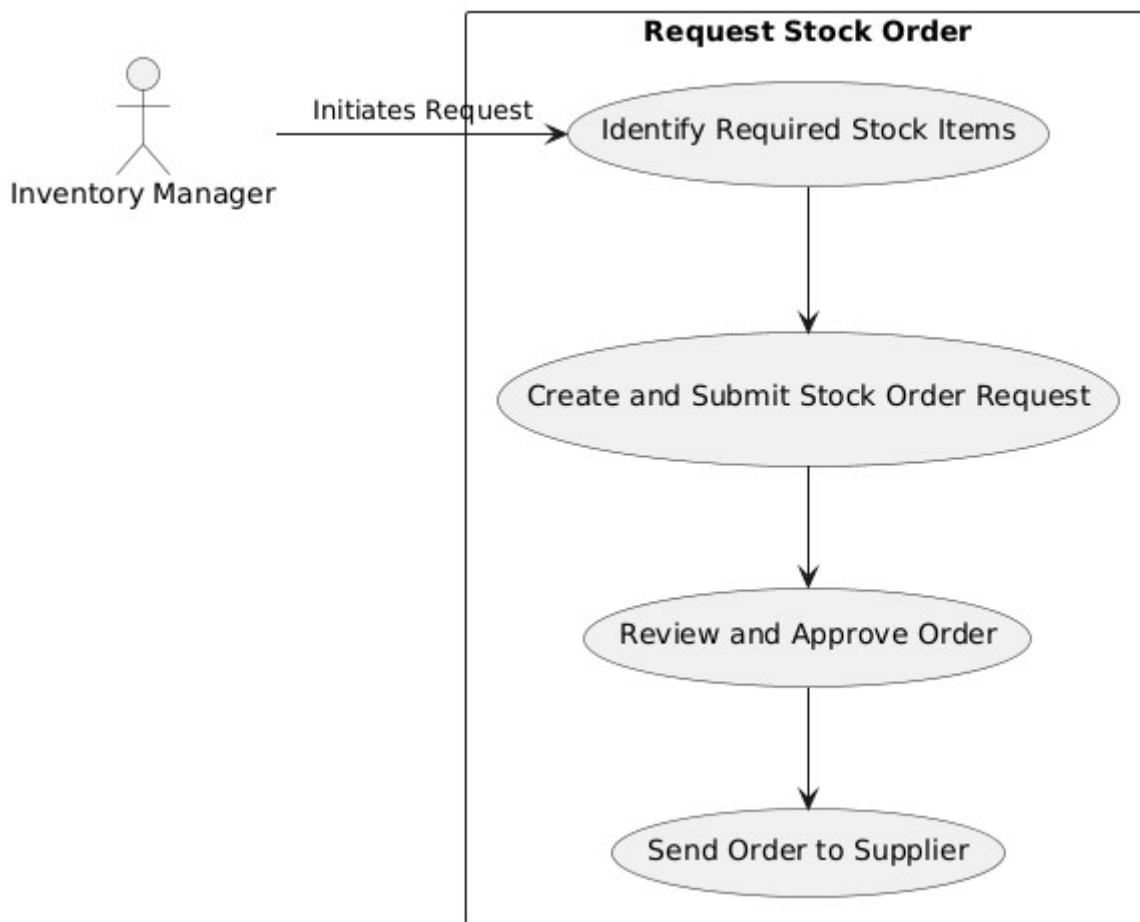 Request Stock Order
Initiates Request
Identify Required Stock Items
Inventory Manager
Create and Submit Stock Order Request
Review and Approve Order
Send Order to Supplier